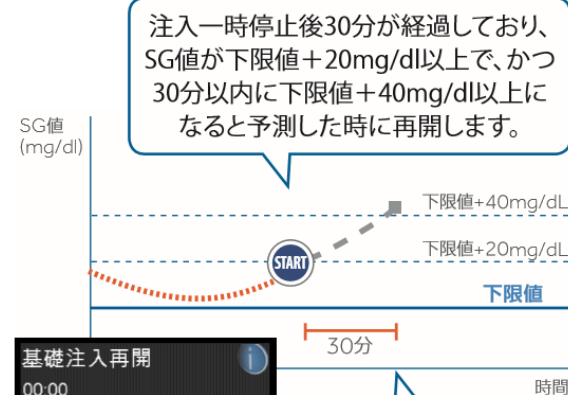 注入一時停止後30分が経過しており、
SG値が下限値＋20mg/dl以上で、かつ
30分以内に下限値＋40mg/dl以上に
なると予測した時に再開します。
SG値
(mg/dl)
下限値+40mg/dL
下限値+20mg/dL
START
下限値
30分
基礎注入再開
i
00:00
時間